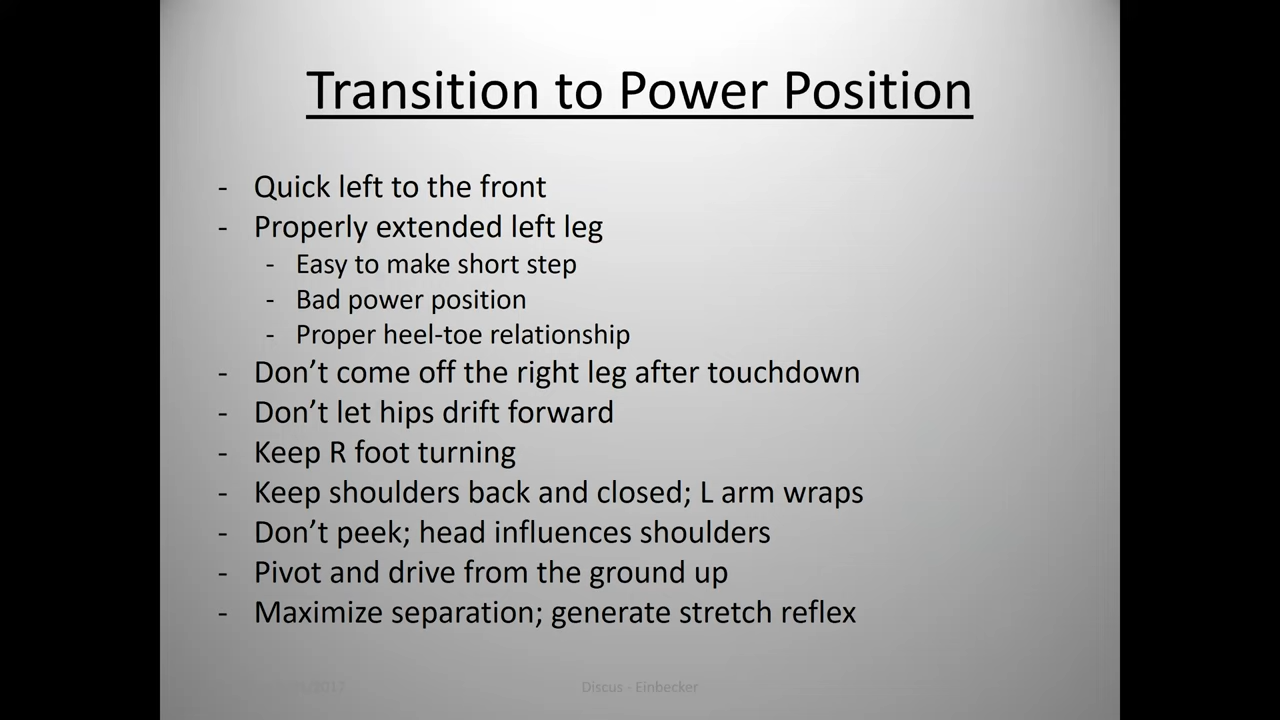 Transition to Power Position
- Quick left to the front
- Properly extended left leg
- Easy to make short step
- Bad power position
- Proper heel-toe relationship
- Don’t come off the right leg after touchdown
- Don’t let hips drift forward
- Keep R foot turning
- Keep shoulders back and closed; L arm wraps
- Don’t peek; head influences shoulders
- Pivot and drive from the ground up
- Maximize separation; generate stretch reflex
Discus - Einbecker